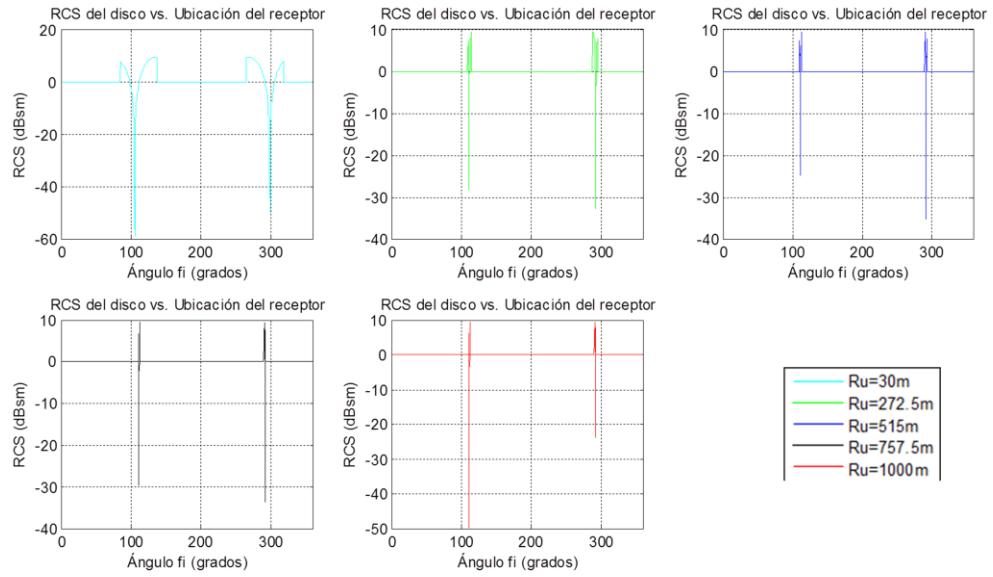 RCS del disco vs. Ubicación del receptor
RCS del disco vs. Ubicación del receptor
RCS del disco vs. Ubicación del receptor
20
0
-20
-40
-60
RCS (dBsm)
0 100 200 300
Ángulo fi (grados)
10
0
-10
-20
-30
-40
RCS (dBsm)
0 100 200 300
Ángulo fi (grados)
10
0
-10
-20
-30
-40
RCS (dBsm)
0 100 200 300
Ángulo fi (grados)
RCS del disco vs. Ubicación del receptor
RCS del disco vs. Ubicación del receptor
10
0
-10
-20
-30
-40
RCS (dBsm)
0 100 200 300
Ángulo fi (grados)
10
0
-10
-20
-30
-40
-50
RCS (dBsm)
0 100 200 300
Ángulo fi (grados)
Ru=30m
Ru=272.5m
Ru=515m
Ru=757.5m
Ru=1000m